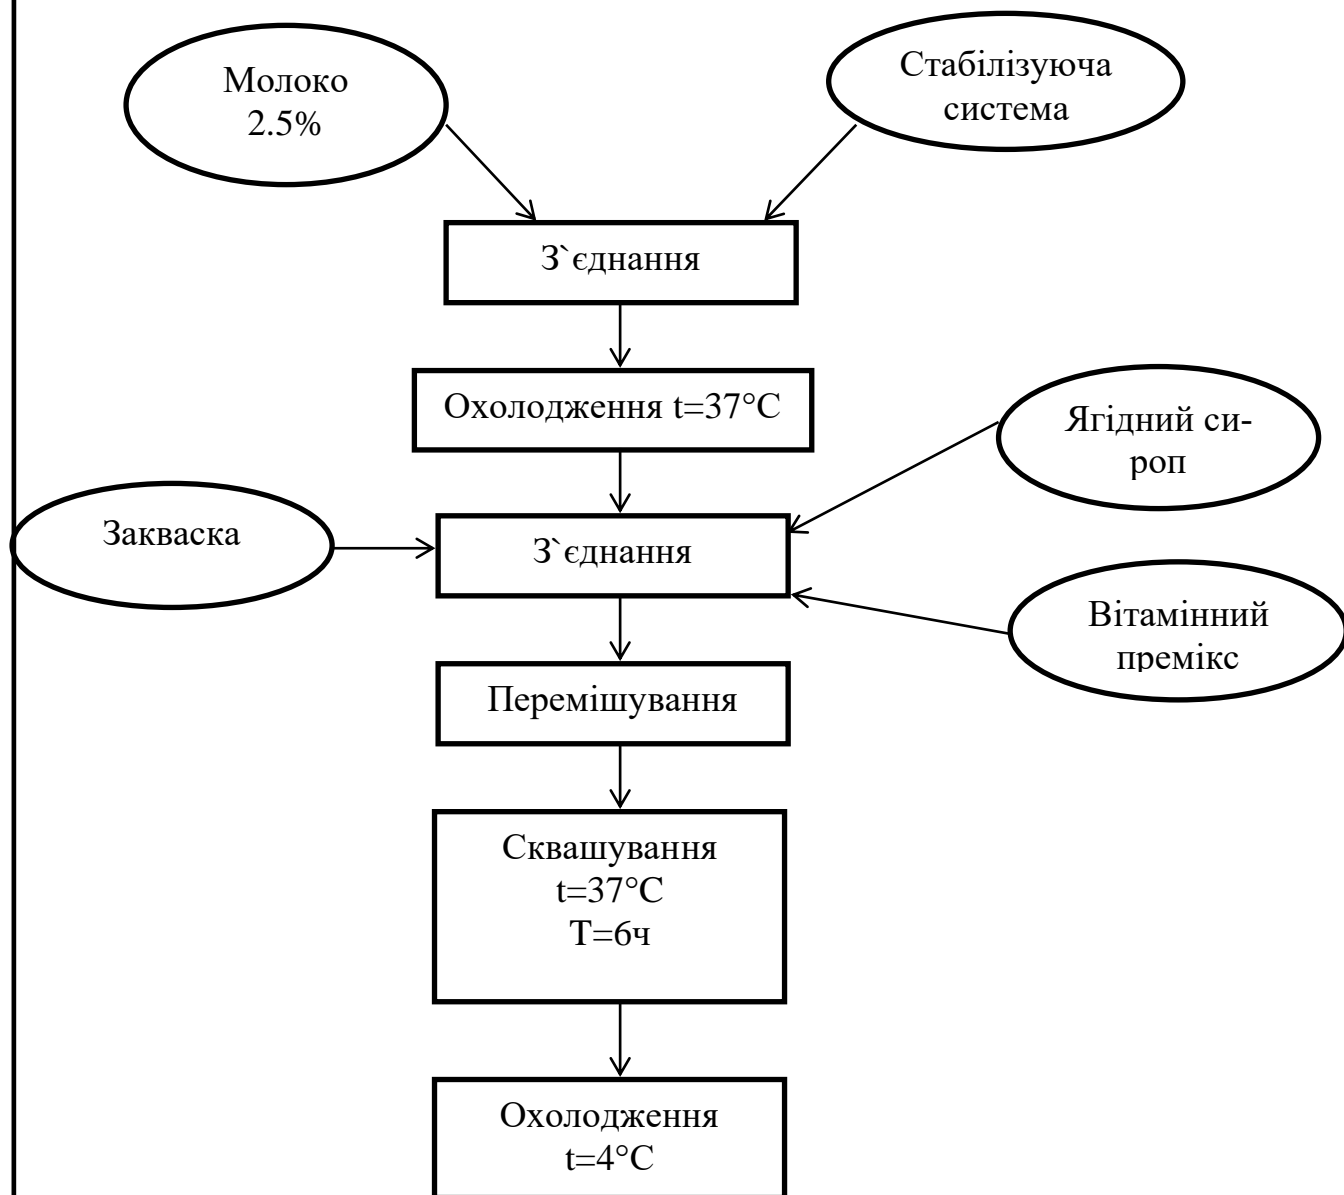 Молоко
2.5%
Стабілізуюча
система
З`єднання
Охолодження t=37°С
Ягідний си-
роп
Закваска
З`єднання
Вітамінний
премікс
Перемішування
Сквашування
t=37°С
Т=6ч
Охолодження
t=4°С